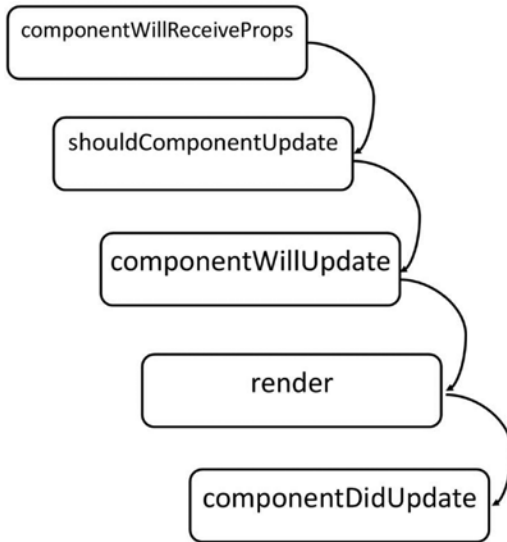 componentWillReceiveProps
shouldComponentUpdate
componentWillUpdate
render
componentDidUpdate